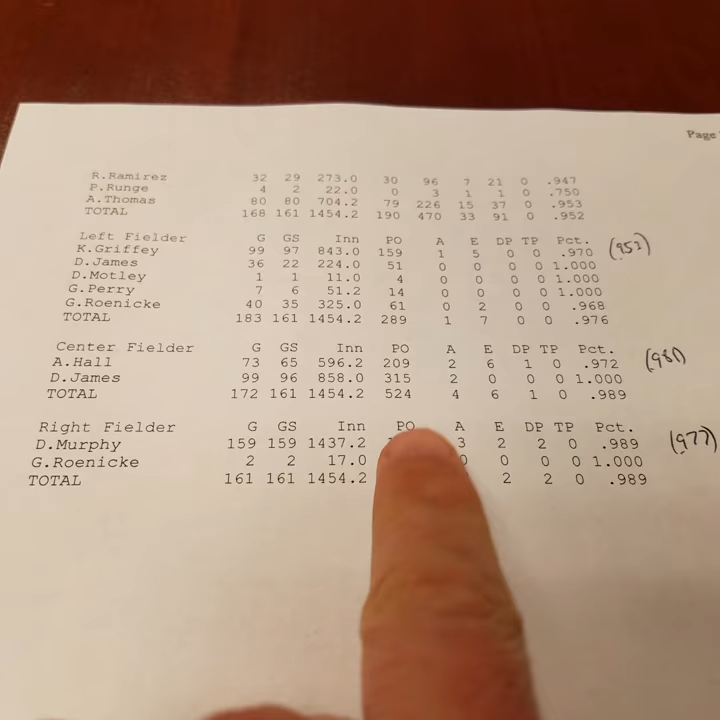 Page
R.Ramirez 32 29 273.0 30 96 7 21 0 .947
P.Runge 4 2 22.0 0 3 1 1 0 .750
A.Thomas 80 80 704.2 79 226 15 37 0 .953
TOTAL 168 161 1454.2 190 470 33 91 0 .952
Left Fielder G GS Inn PO A E DP TP Pct.
K.Griffey 99 97 843.0 159 1 5 0 0 .970 (953)
D.James 36 22 224.0 51 0 0 0 0 1.000
D.Motley 1 1 11.0 4 0 0 0 0 1.000
G.Perry 7 6 51.2 14 0 0 0 0 1.000
G.Roenicke 40 35 325.0 61 0 2 0 0 .968
TOTAL 183 161 1454.2 289 1 7 0 0 .976
Center Fielder G GS Inn PO A E DP TP Pct.
A.Hall 73 65 596.2 209 2 6 1 0 .972 (981)
D.James 99 96 858.0 315 2 0 0 0 1.000
TOTAL 172 161 1454.2 524 4 6 1 0 .989
Right Fielder G GS Inn PO A E DP TP Pct.
D.Murphy 159 159 1437.2 3 2 2 0 .989 (977)
G.Roenicke 2 2 17.0 0 0 0 0 1.000
TOTAL 161 161 1454.2 2 2 0 .989